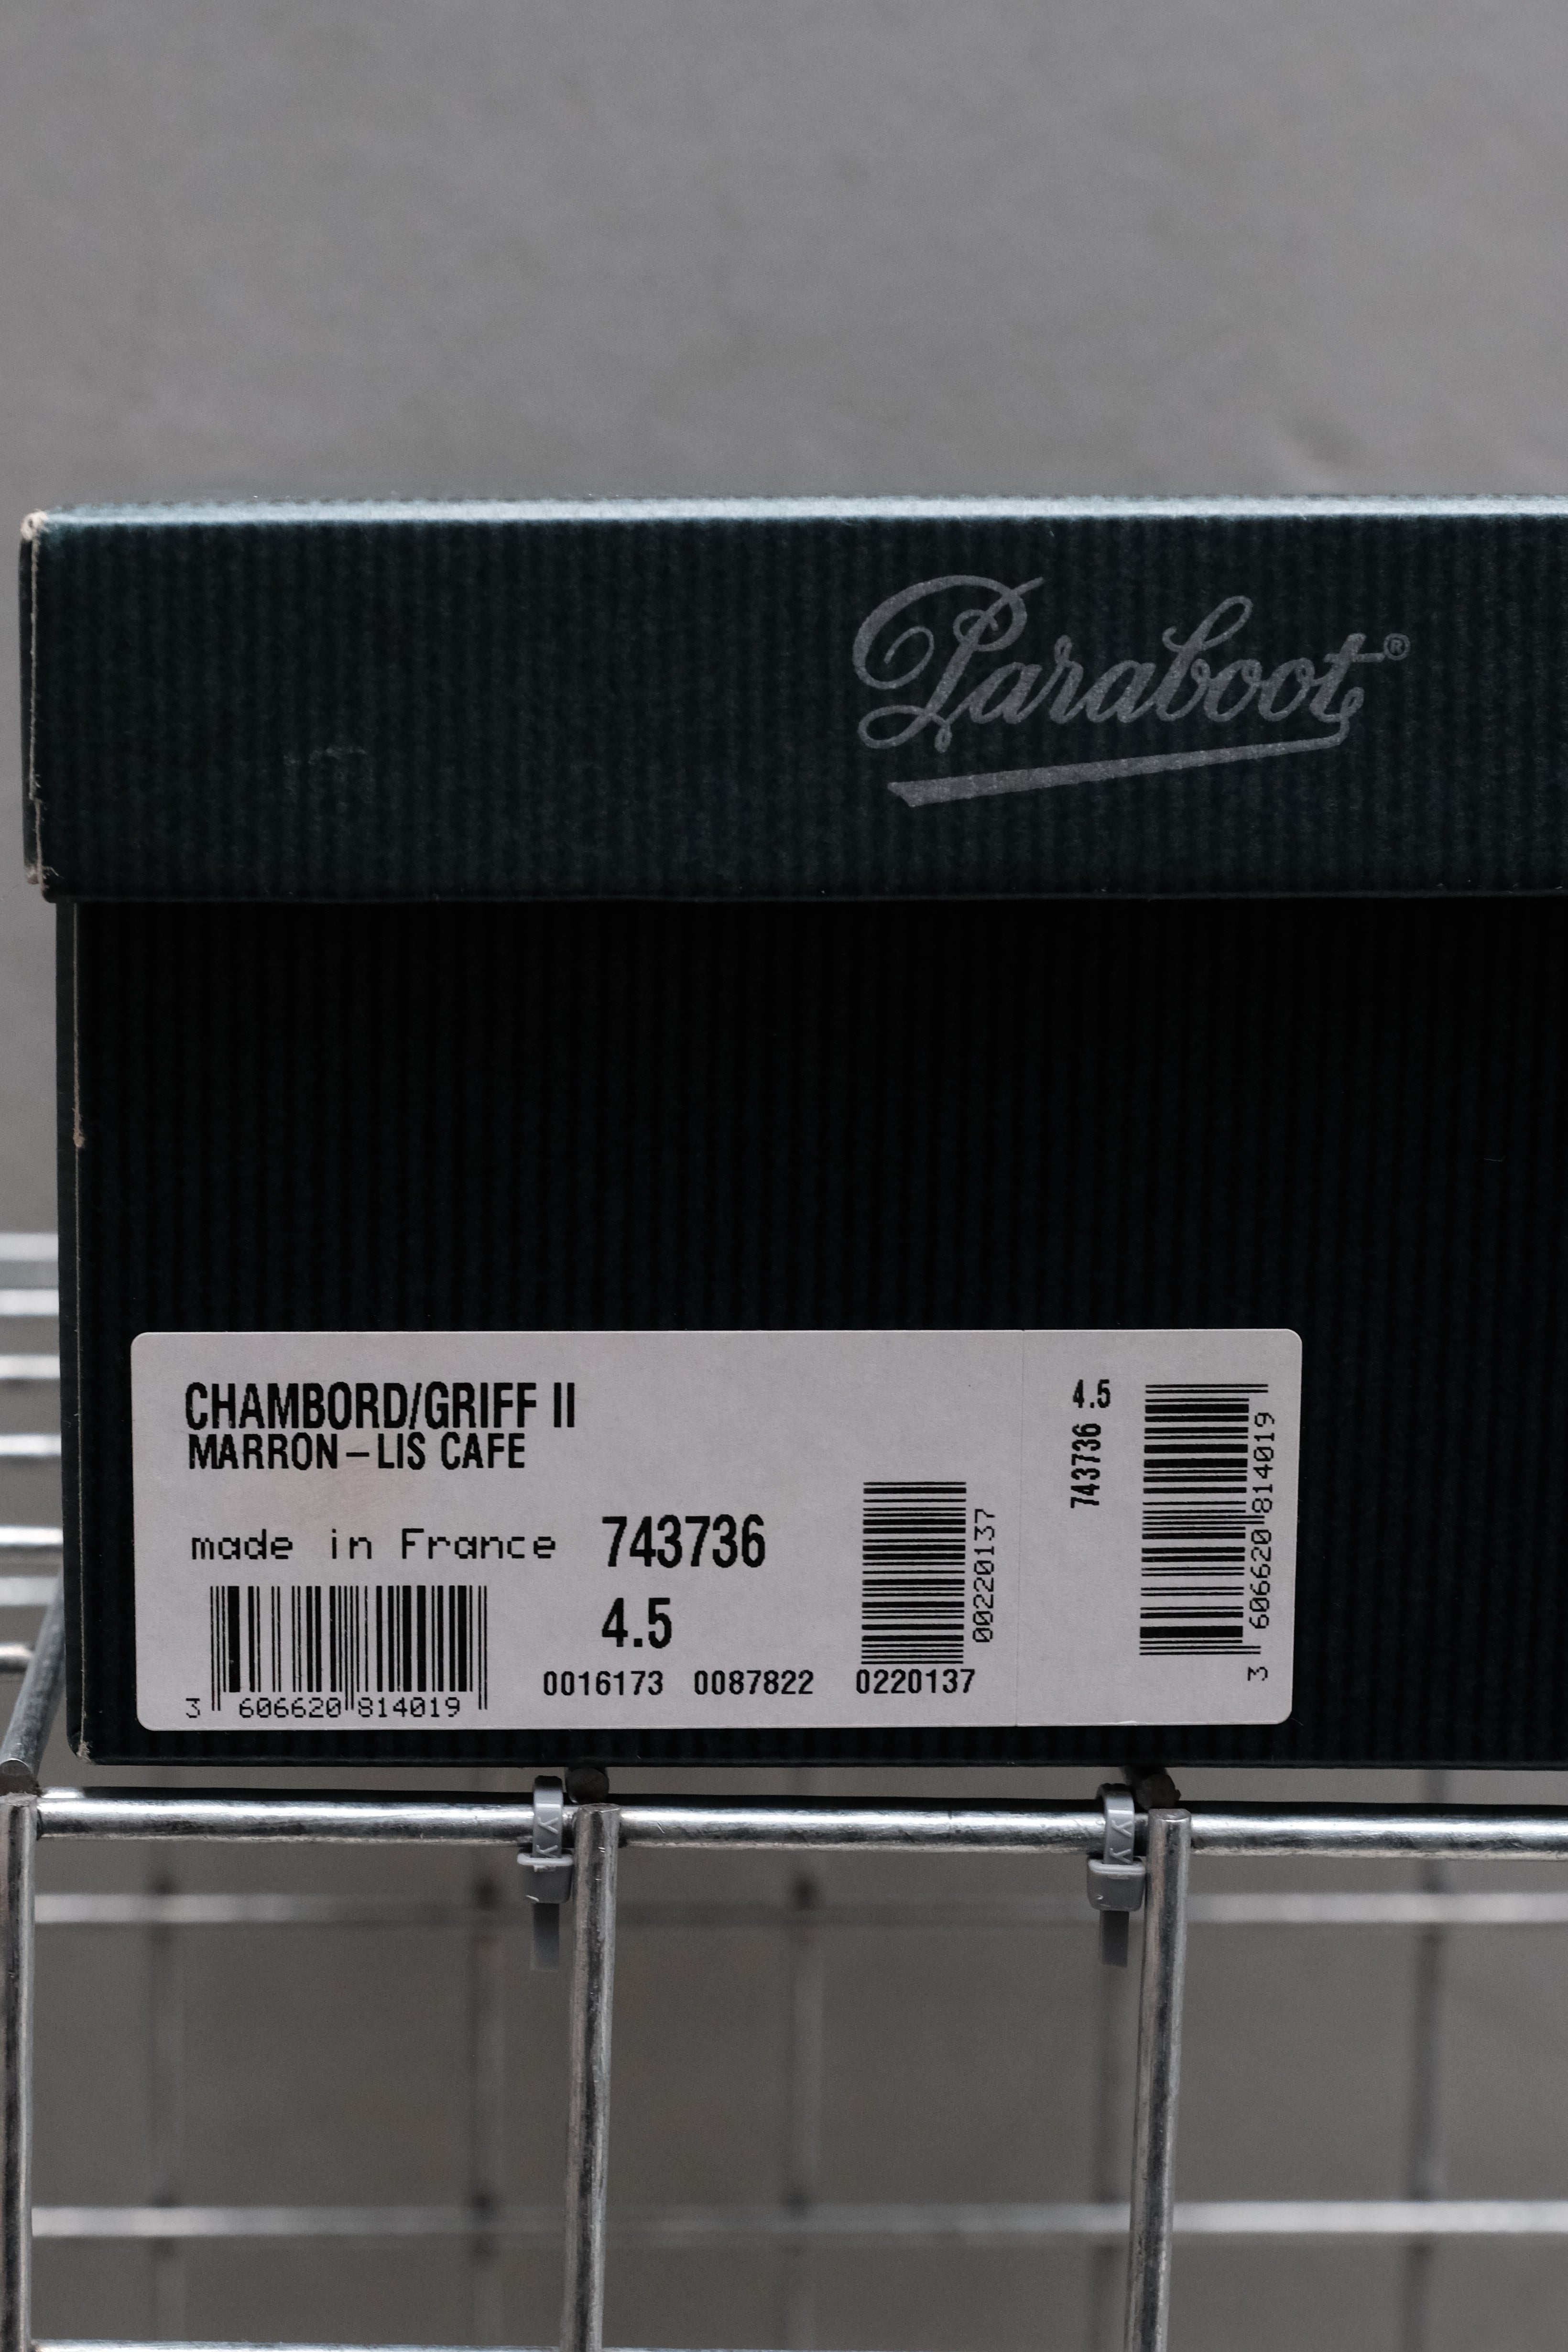 Paraboot®
CHAMBORD/GRIFF II
MARRON–LIS CAFE
made in France
743736
4.5
3 606620 814019
0016173 0087822 0220137
00220137
743736 4.5
3 606620 814019